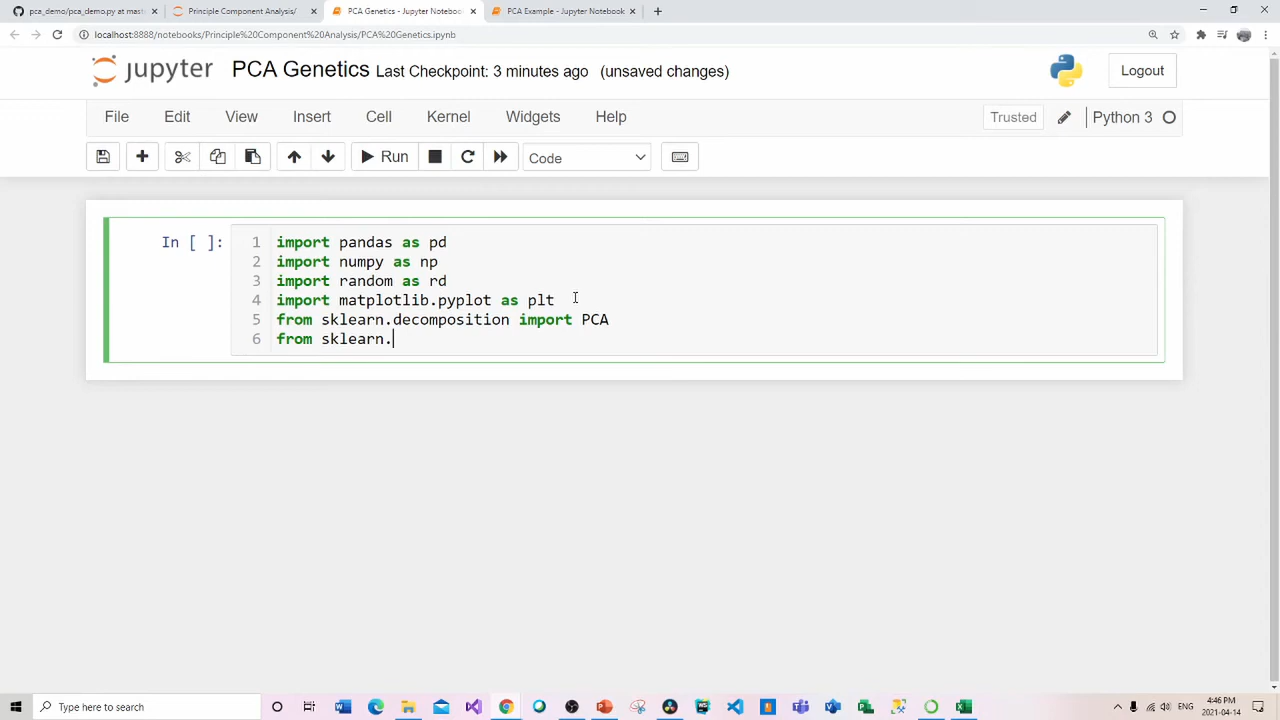 pca_demo/pca_demo.py at mast
Principle Component Analysis/
PCA Genetics - Jupyter Noteboo
PCA Example - Jupyter Notebook
localhost:8888/notebooks/Principle%20Component%20Analysis/PCA%20Genetics.ipynb
jupyter PCA Genetics Last Checkpoint: 3 minutes ago (unsaved changes)
Logout
File Edit View Insert Cell Kernel Widgets Help
Trusted
Python 3
Run
Code
In [ ]:
1 import pandas as pd
2 import numpy as np
3 import random as rd
4 import matplotlib.pyplot as plt
5 from sklearn.decomposition import PCA
6 from sklearn.
Type here to search
ENG
4:46 PM
2021-04-14